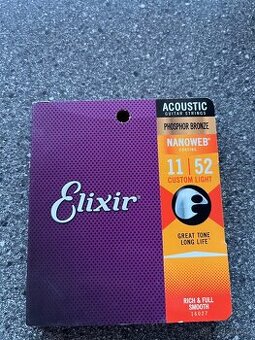 ACOUSTIC
GUITAR STRINGS
PHOSPHOR BRONZE
NANOWEB®
COATING
11 | 52
CUSTOM LIGHT
Elixir®
GREAT TONE
LONG LIFE™
RICH & FULL
SMOOTH
16027